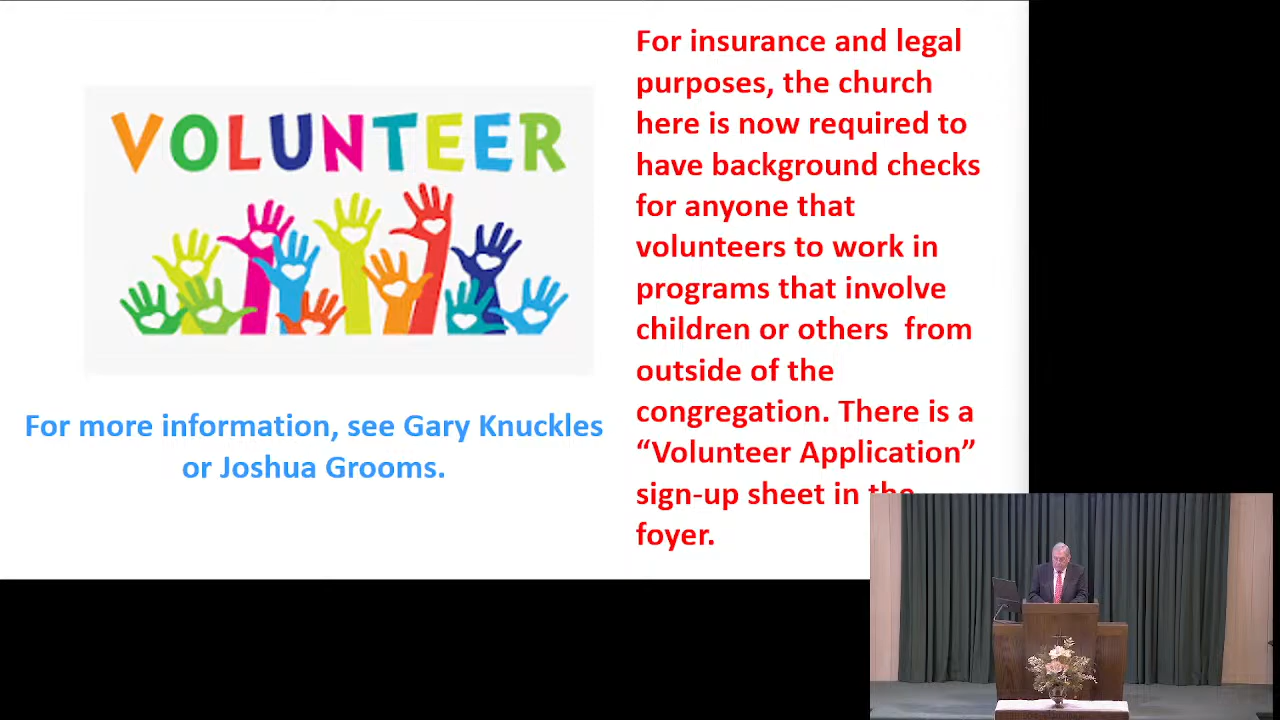 VOLUNTEER
For more information, see Gary Knuckles
or Joshua Grooms.
For insurance and legal
purposes, the church
here is now required to
have background checks
for anyone that
volunteers to work in
programs that involve
children or others  from
outside of the
congregation. There is a
“Volunteer Application”
sign-up sheet in the
foyer.